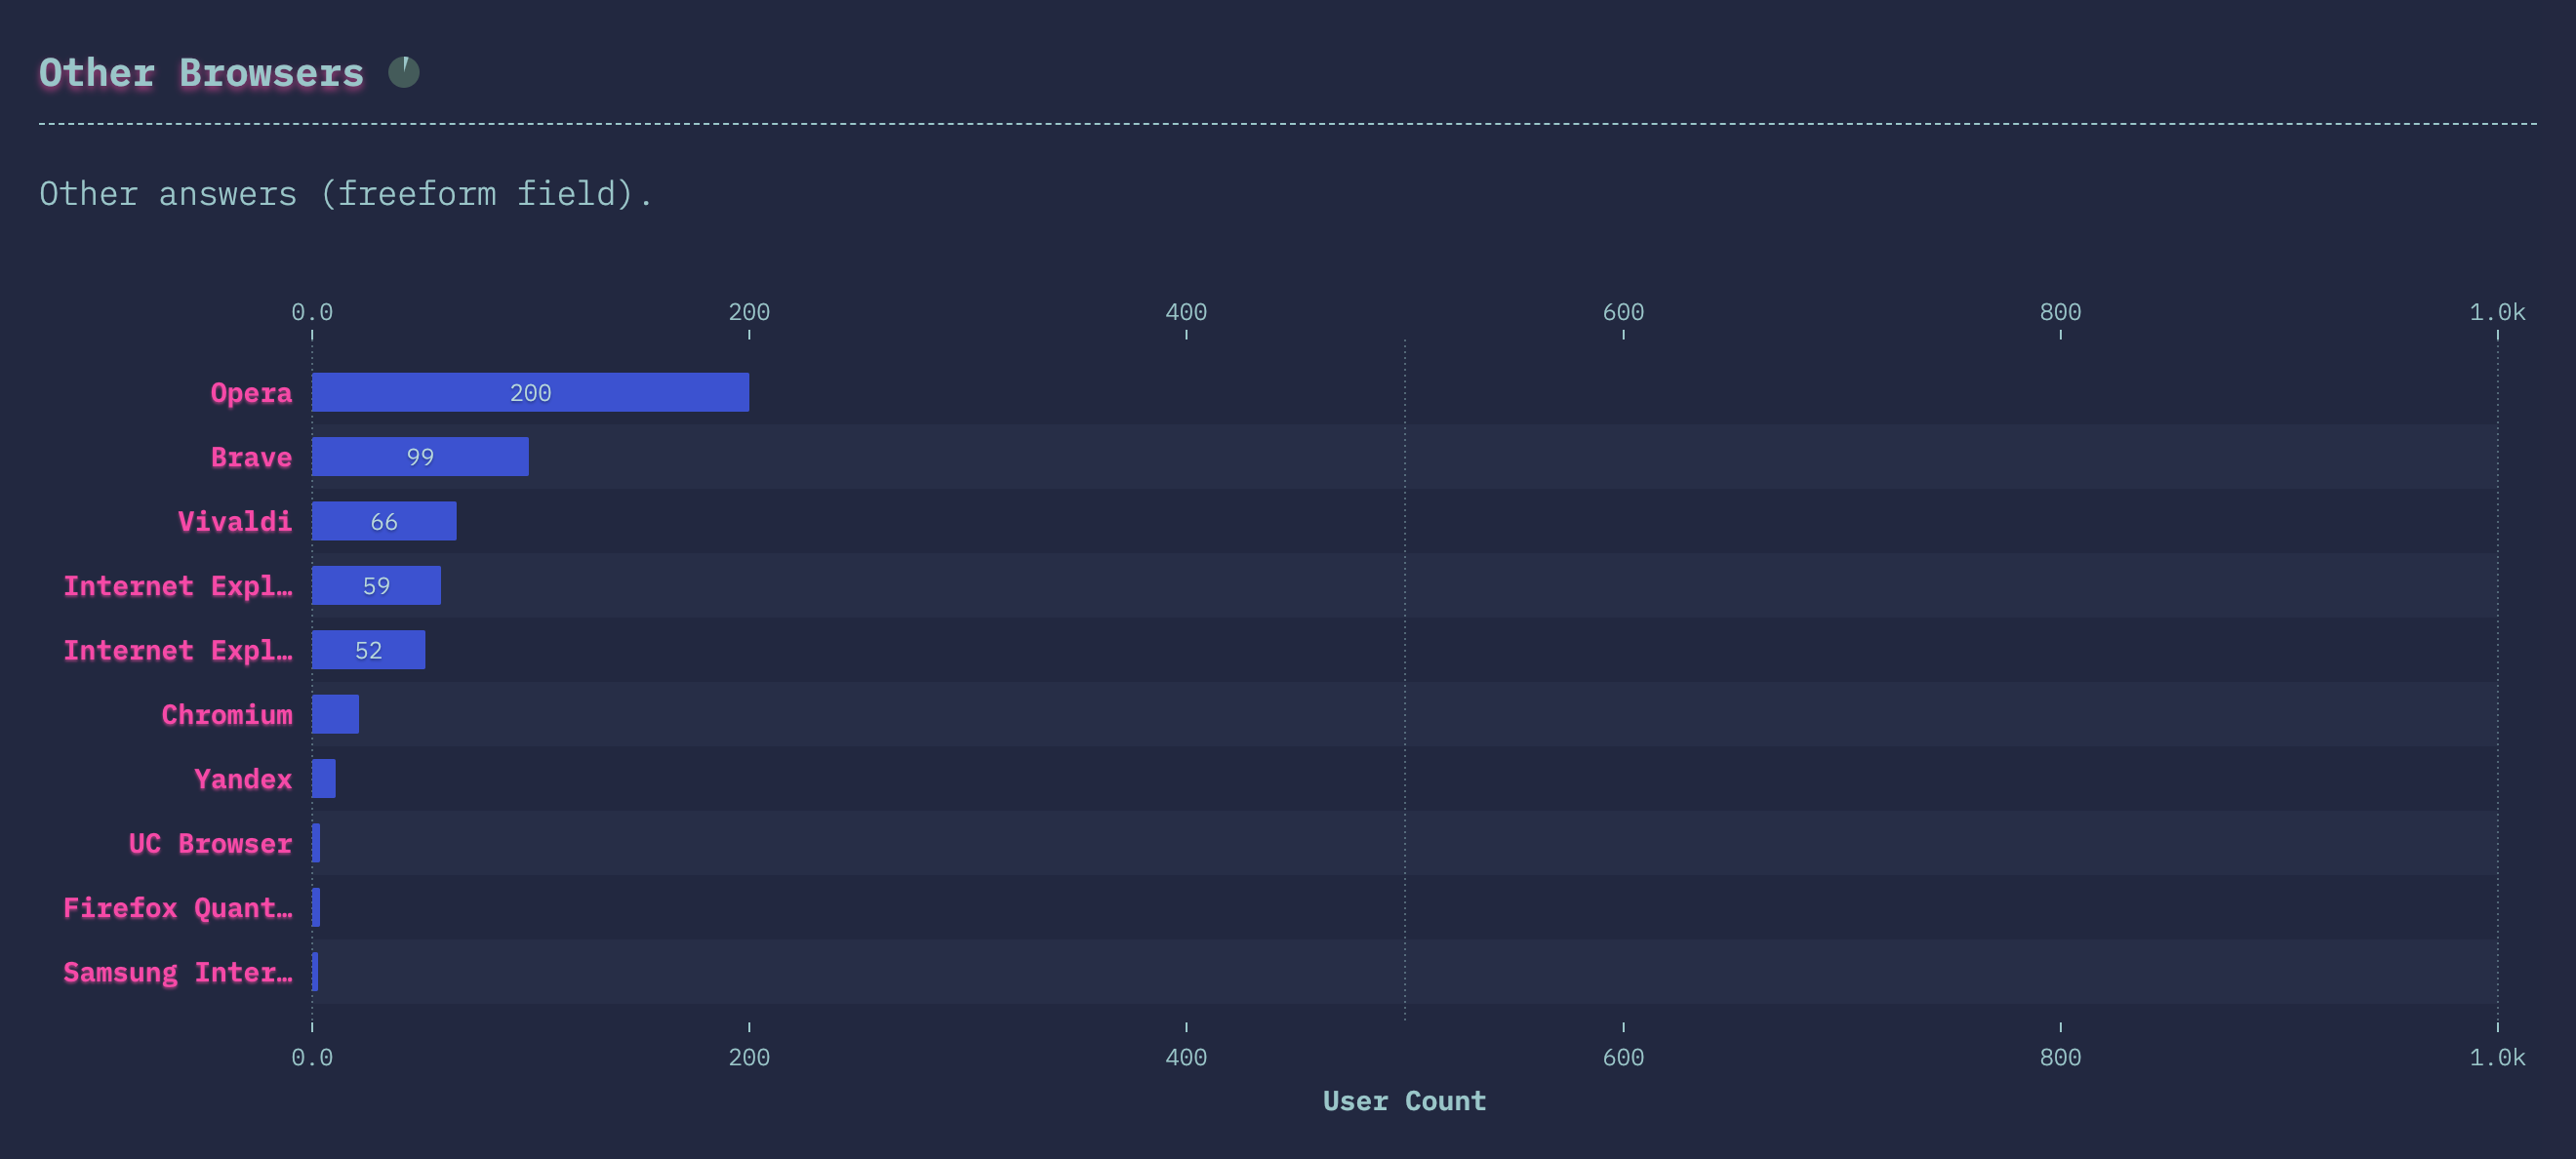 Other Browsers
Other answers (freeform field).
0.0 200 400 600 800 1.0k
Opera 200
Brave 99
Vivaldi 66
Internet Expl… 59
Internet Expl… 52
Chromium
Yandex
UC Browser
Firefox Quant…
Samsung Inter…
0.0 200 400 600 800 1.0k
User Count